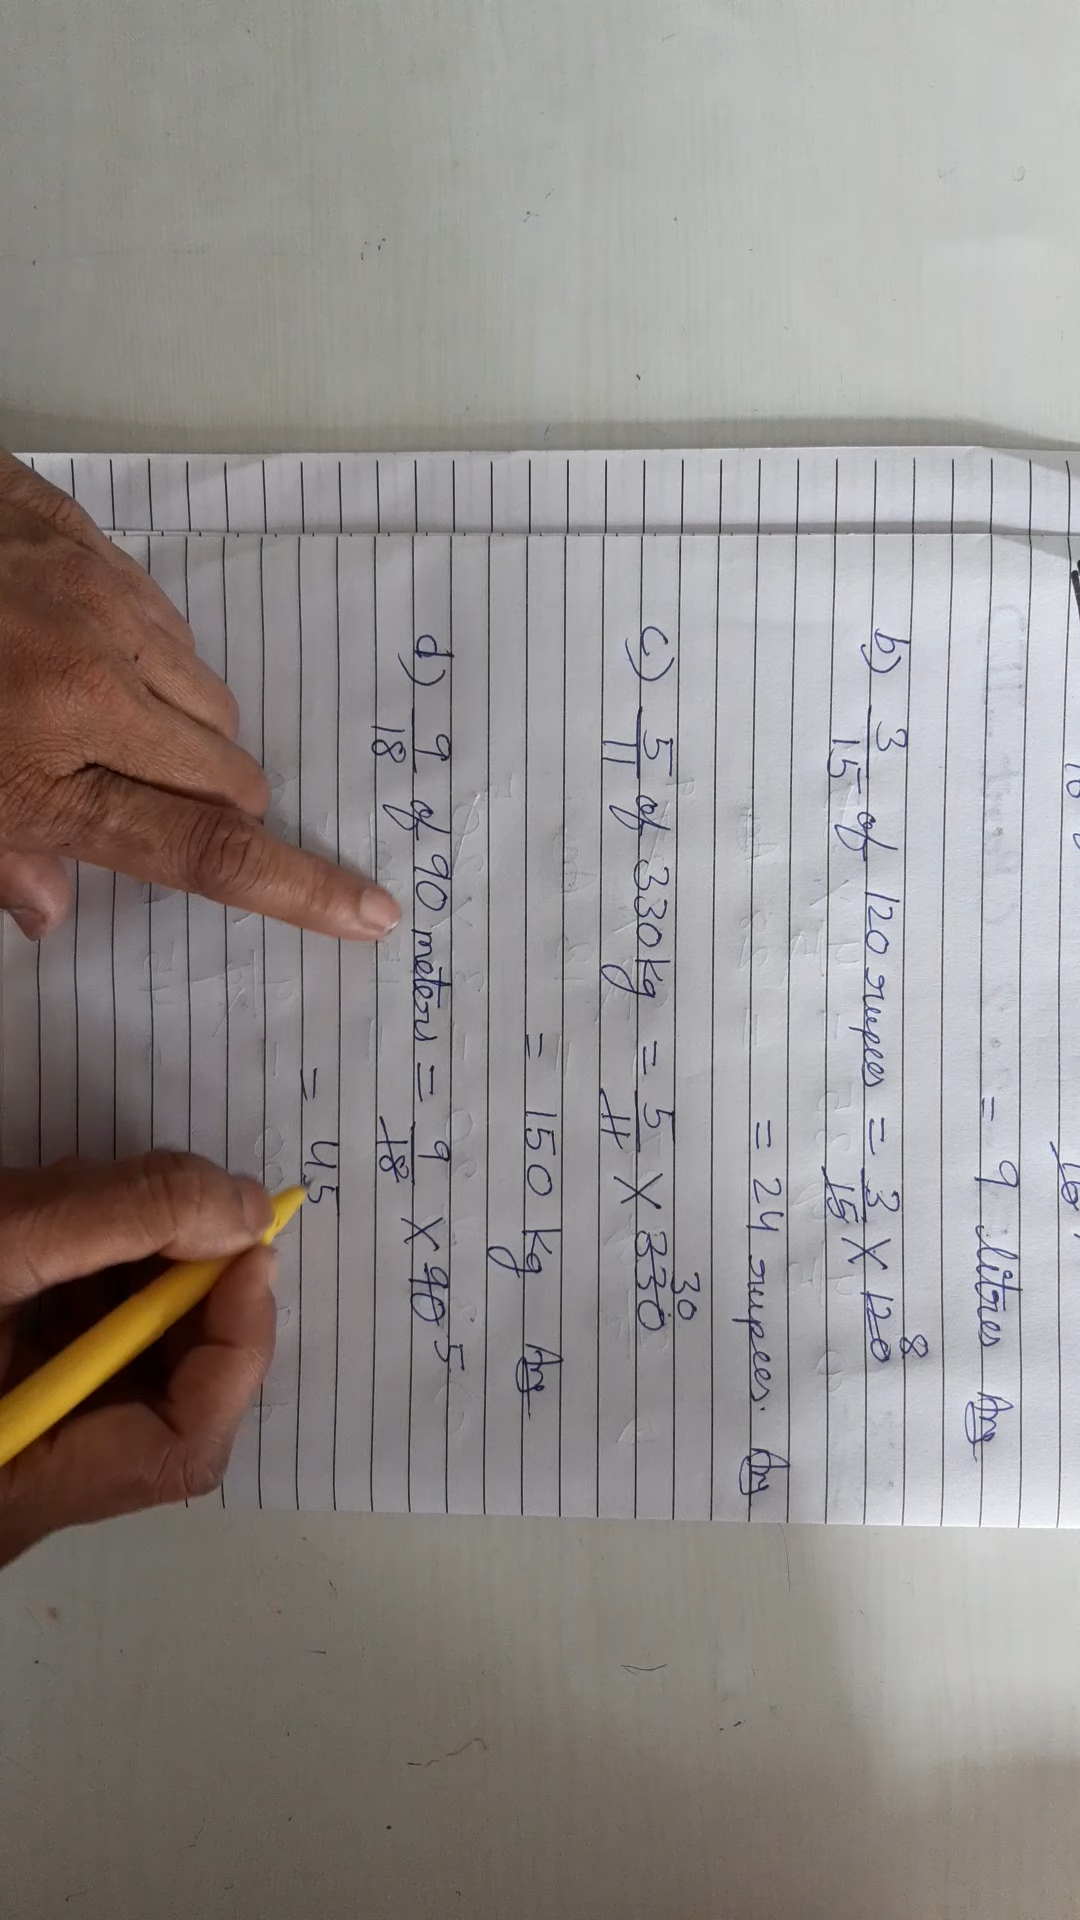 = 9 litres Ans
b) 3/15 of 120 rupees = 3/15 X 120 8
= 24 rupees. Ans
c) 5/11 of 330 kg = 5/11 X 330 30
= 150 kg Ans
d) 9/18 of 90 meters = 9/18 X 90 5
= 45